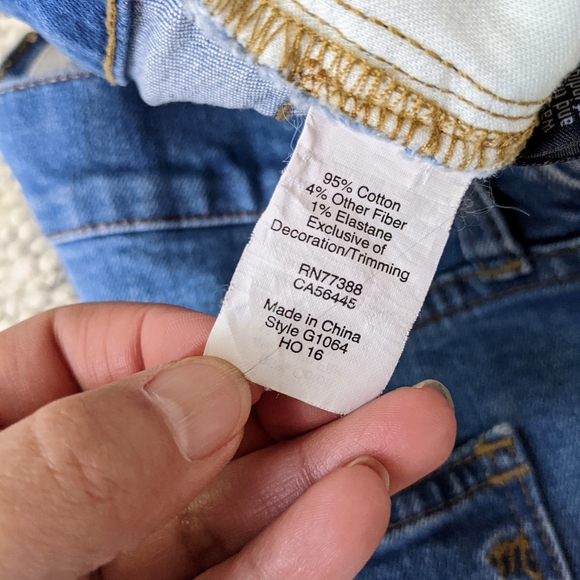 95% Cotton
4% Other Fiber
1% Elastane
Exclusive of
Decoration/Trimming
RN77388
CA56445
Made in China
Style G1064
HO 16